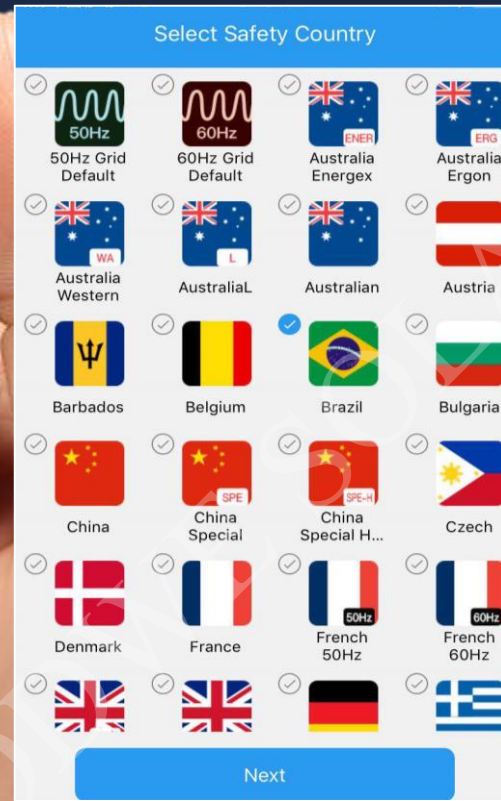 Select Safety Country
50Hz
60Hz
ENER
ERG
50Hz Grid
Default
60Hz Grid
Default
Australia
Energex
Australia
Ergon
WA
L
Australia
Western
AustraliaL
Australian
Austria
Barbados
Belgium
Brazil
Bulgaria
SPE
SPE-H
China
China
Special
China
Special H...
Czech
50Hz
60Hz
Denmark
France
French
50Hz
French
60Hz
Next